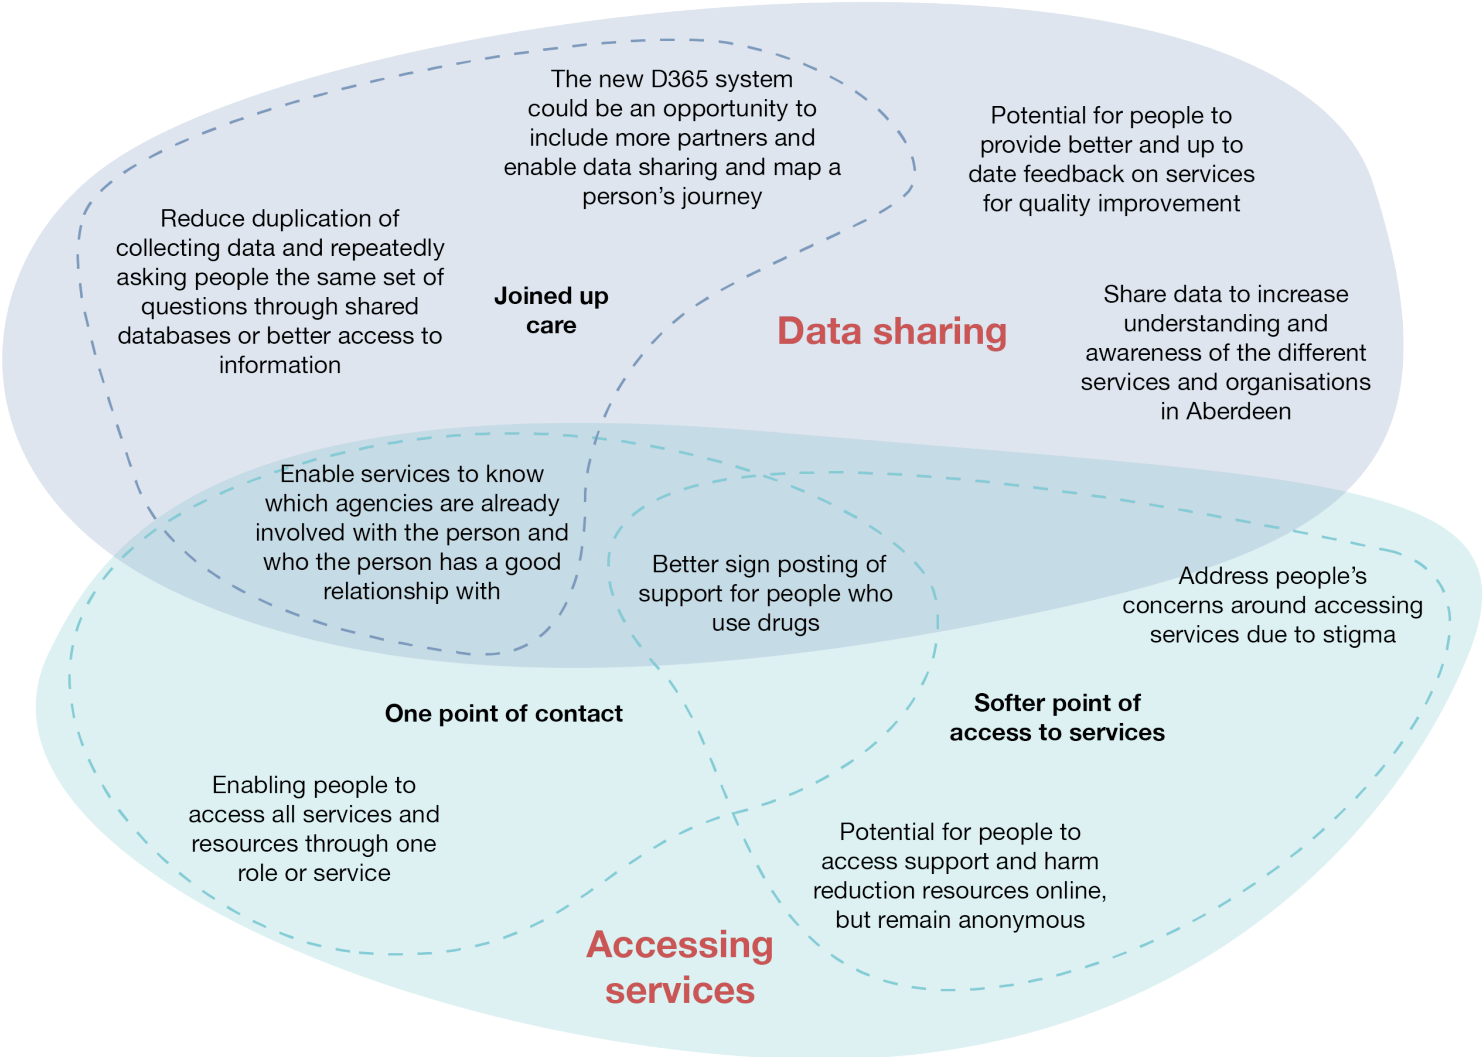 The new D365 system
could be an opportunity to
include more partners and
enable data sharing and map a
person’s journey
Potential for people to
provide better and up to
date feedback on services
for quality improvement
Reduce duplication of
collecting data and repeatedly
asking people the same set of
questions through shared
databases or better access to
information
Joined up
care
Data sharing
Share data to increase
understanding and
awareness of the different
services and organisations
in Aberdeen
Enable services to know
which agencies are already
involved with the person and
who the person has a good
relationship with
Better sign posting of
support for people who
use drugs
Address people’s
concerns around accessing
services due to stigma
One point of contact
Softer point of
access to services
Enabling people to
access all services and
resources through one
role or service
Potential for people to
access support and harm
reduction resources online,
but remain anonymous
Accessing
services